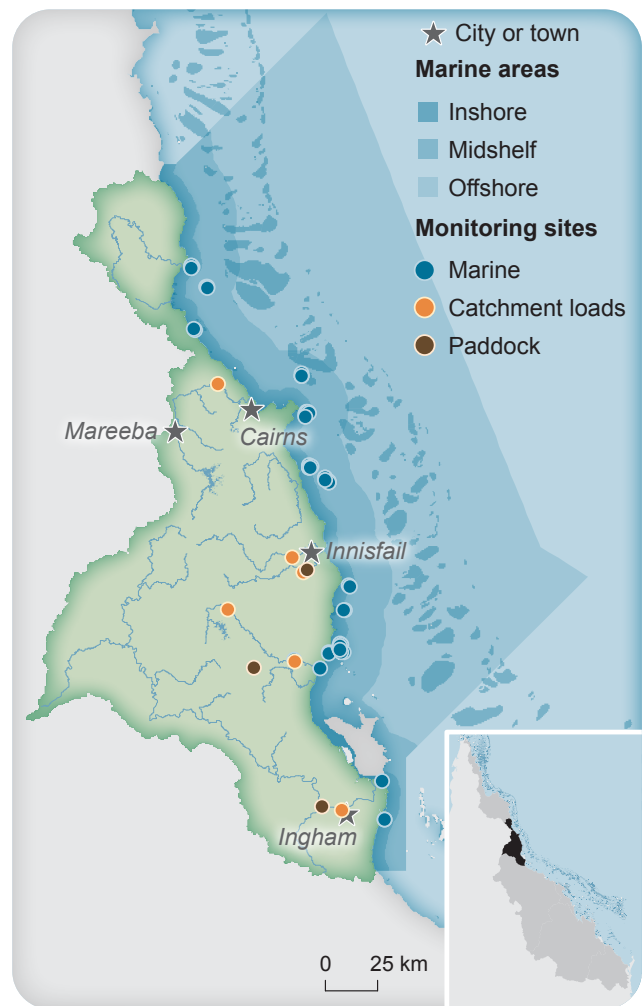 City or town
Marine areas
Inshore
Midshelf
Offshore
Monitoring sites
Marine
Catchment loads
Paddock
Mareeba
Cairns
Innisfail
Ingham
0 25 km